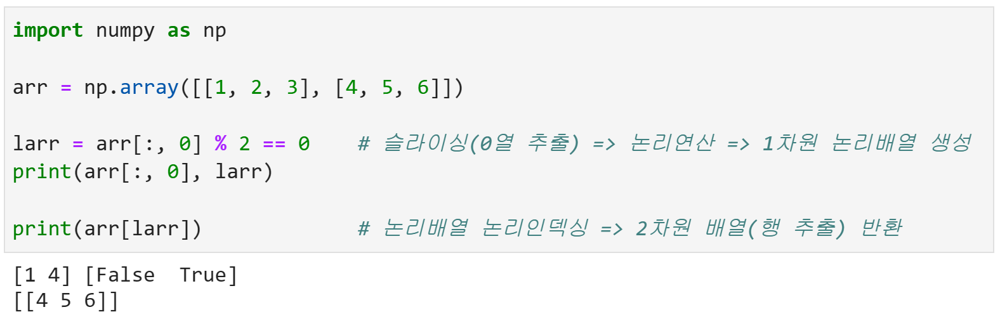 import numpy as np
arr = np.array([[1, 2, 3], [4, 5, 6]])
larr = arr[:, 0] % 2 == 0    # 슬라이싱(0열 추출) => 논리연산 => 1차원 논리배열 생성
print(arr[:, 0], larr)
print(arr[larr])             # 논리배열 논리인덱싱 => 2차원 배열(행 추출) 반환
[1 4] [False  True]
[[4 5 6]]